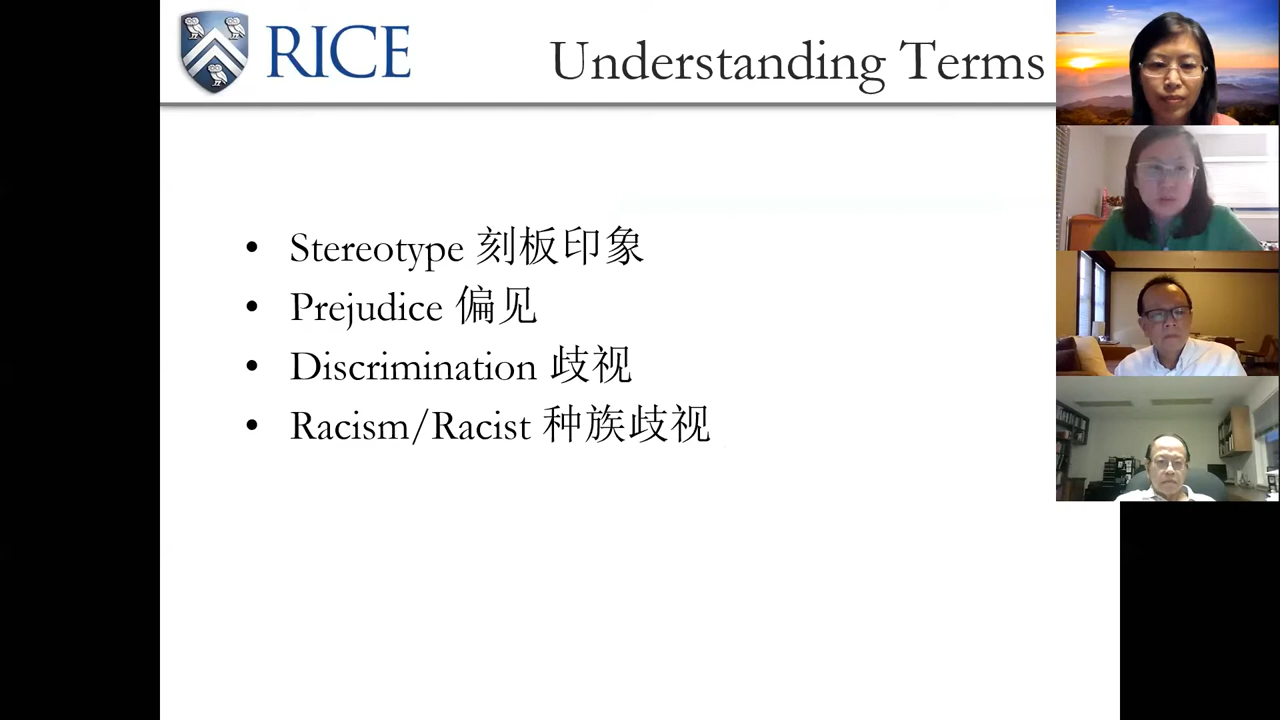 RICE
Understanding Terms
• Stereotype 刻板印象
• Prejudice 偏见
• Discrimination 歧视
• Racism/Racist 种族歧视